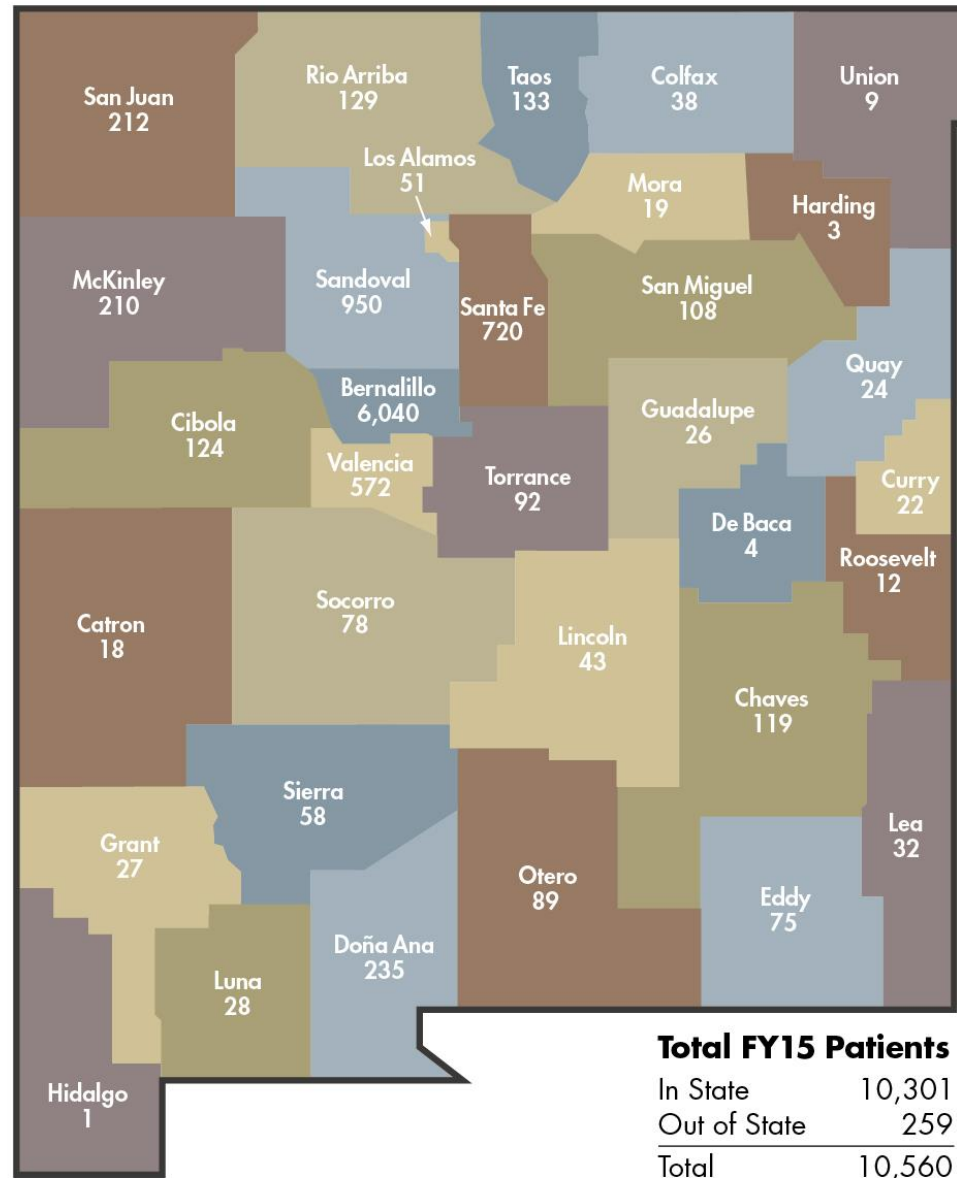 San Juan
212
Rio Arriba
129
Taos
133
Colfax
38
Union
9
Los Alamos
51
Mora
19
Harding
3
McKinley
210
Sandoval
950
Santa Fe
720
San Miguel
108
Quay
24
Bernalillo
6,040
Guadalupe
26
Cibola
124
Valencia
572
Torrance
92
Curry
22
De Baca
4
Roosevelt
12
Catron
18
Socorro
78
Lincoln
43
Chaves
119
Sierra
58
Grant
27
Lea
32
Otero
89
Eddy
75
Doña Ana
235
Luna
28
Hidalgo
1
Total FY15 Patients
In State 10,301
Out of State 259
Total 10,560